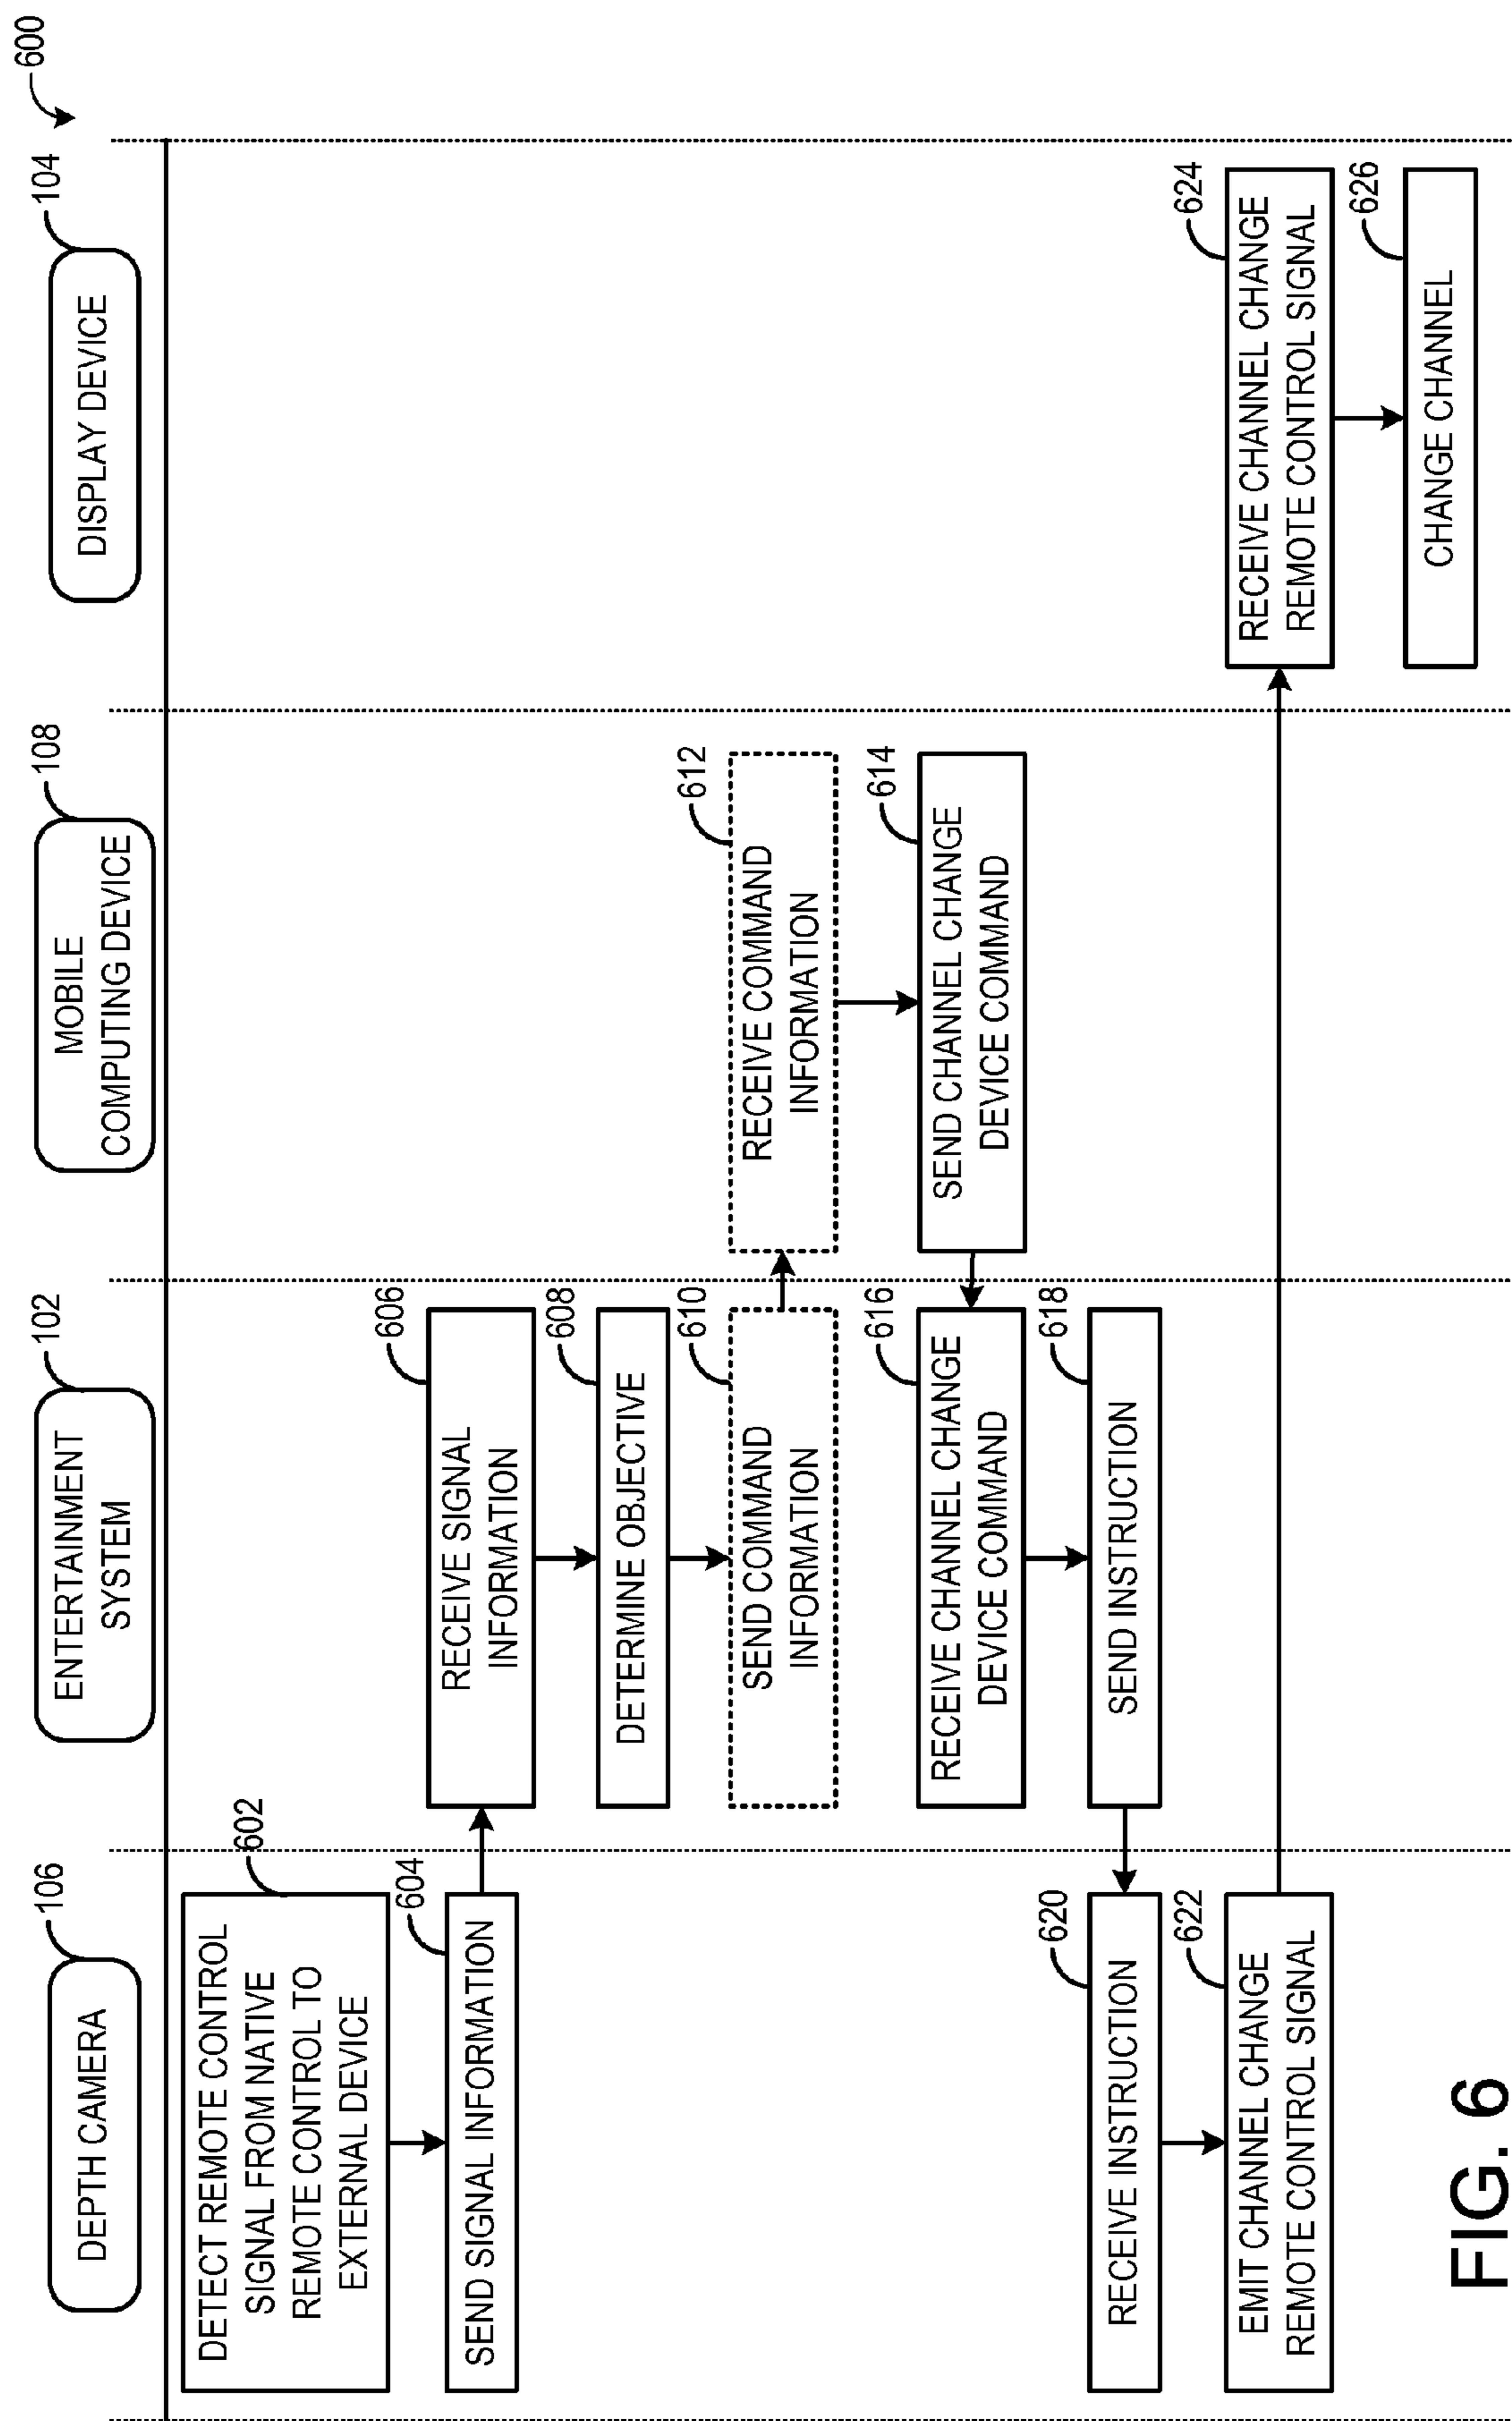 600
106
102
108
104
DEPTH CAMERA
ENTERTAINMENT
SYSTEM
MOBILE
COMPUTING DEVICE
DISPLAY DEVICE
602
DETECT REMOTE CONTROL
SIGNAL FROM NATIVE
REMOTE CONTROL TO
EXTERNAL DEVICE
604
SEND SIGNAL INFORMATION
606
RECEIVE SIGNAL
INFORMATION
608
DETERMINE OBJECTIVE
610
SEND COMMAND
INFORMATION
612
RECEIVE COMMAND
INFORMATION
614
SEND CHANNEL CHANGE
DEVICE COMMAND
616
RECEIVE CHANNEL CHANGE
DEVICE COMMAND
618
SEND INSTRUCTION
620
RECEIVE INSTRUCTION
622
EMIT CHANNEL CHANGE
REMOTE CONTROL SIGNAL
624
RECEIVE CHANNEL CHANGE
REMOTE CONTROL SIGNAL
626
CHANGE CHANNEL
FIG. 6